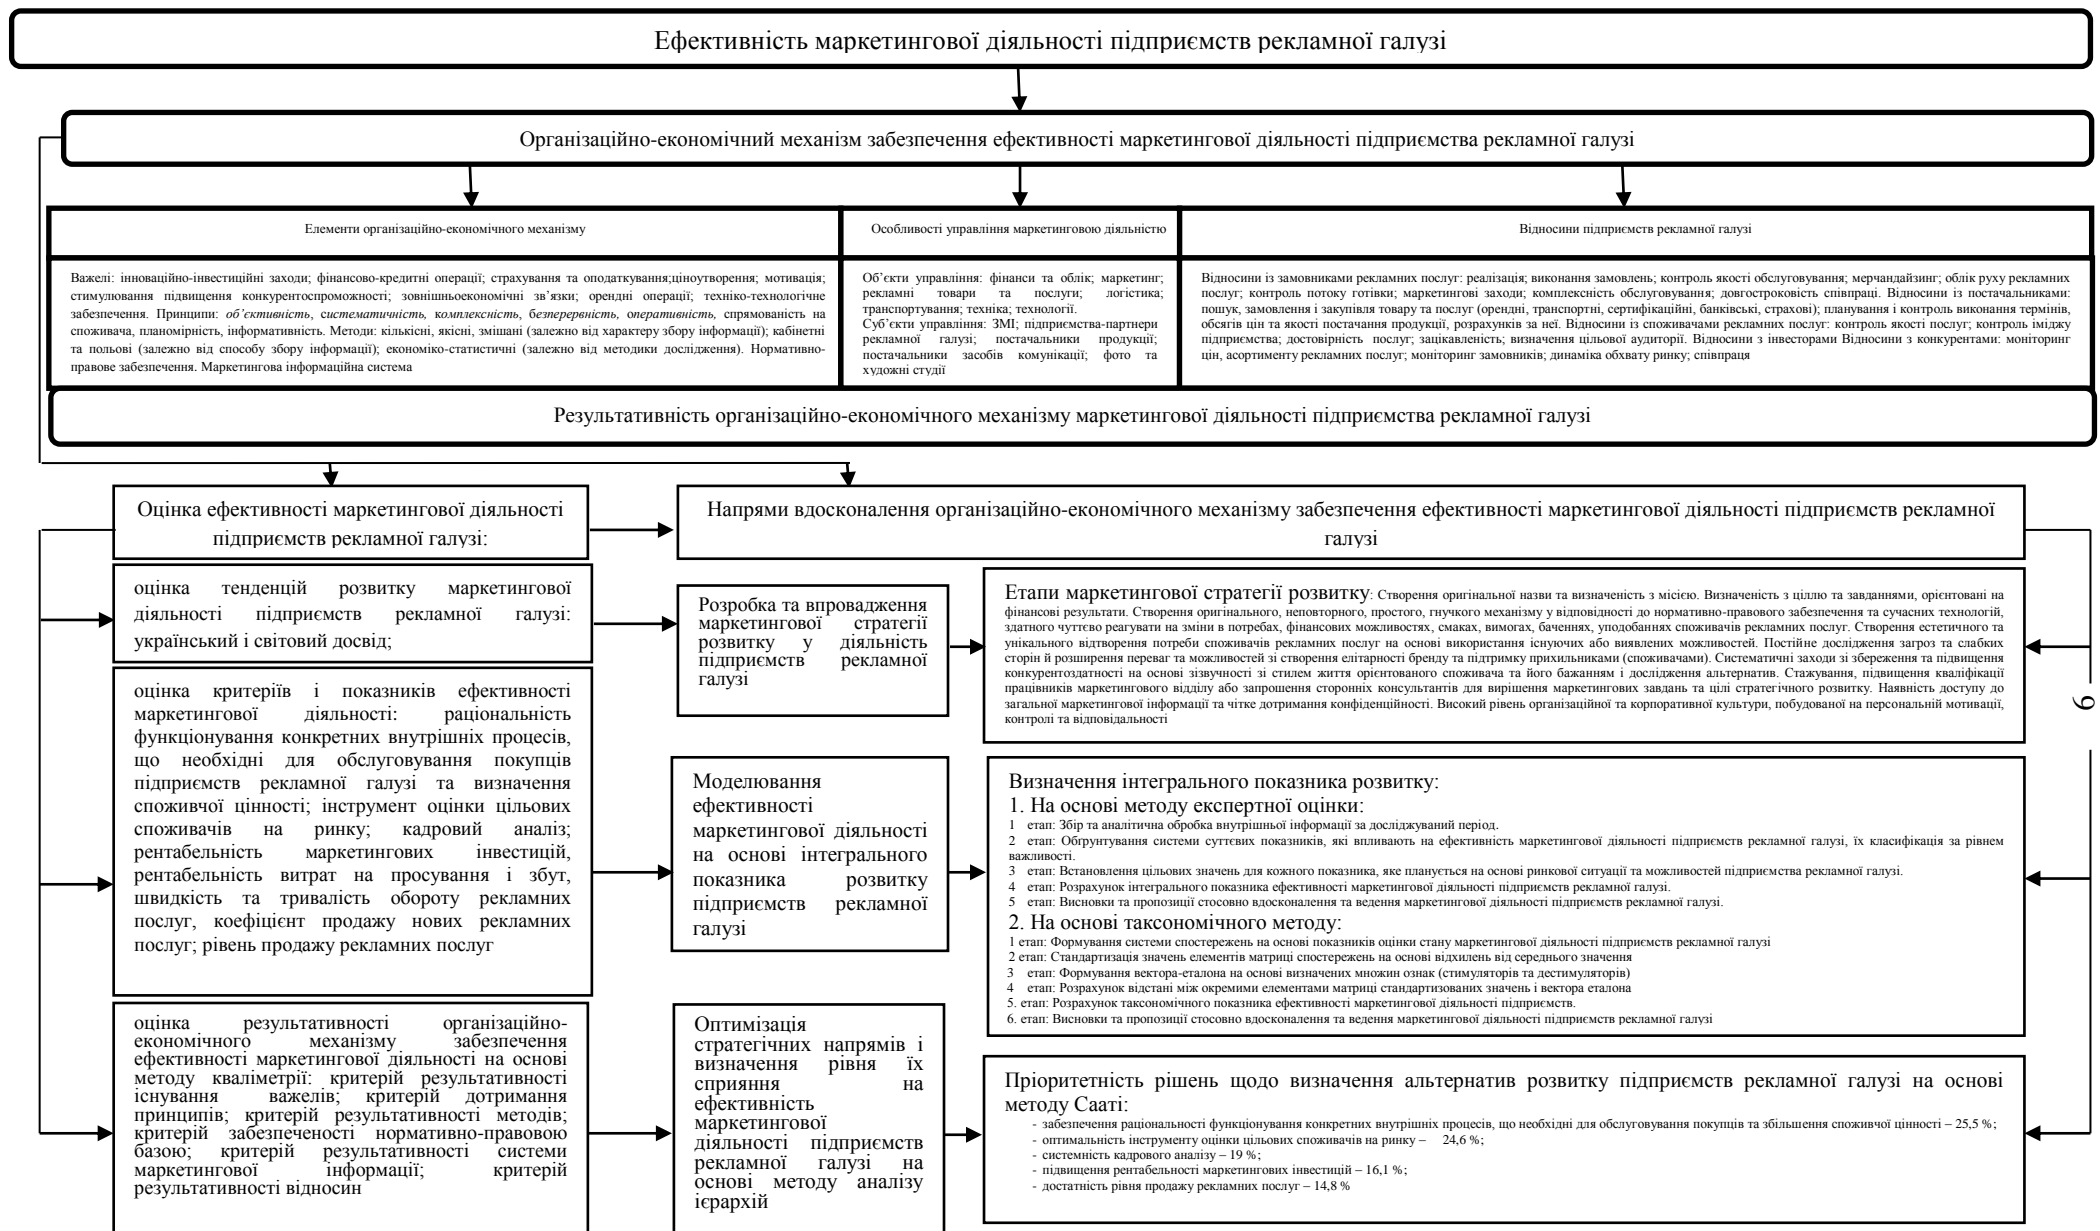 Ефективність маркетингової діяльності підприємств рекламної галузі
Організаційно-економічний механізм забезпечення ефективності маркетингової діяльності підприємства рекламної галузі
Елементи організаційно-економічного механізму
Важелі: інноваційно-інвестиційні заходи; фінансово-кредитні операції; страхування та оподаткування;ціноутворення; мотивація;
стимулювання підвищення конкурентоспроможності; зовнішньоекономічні зв’язки; орендні операції; техніко-технологічне
забезпечення. Принципи: об’єктивність, систематичність, комплексність, безперервність, оперативність, спрямованість на
споживача, планомірність, інформативність. Методи: кількісні, якісні, змішані (залежно від характеру збору інформації); кабінетні
та польові (залежно від способу збору інформації); економіко-статистичні (залежно від методики дослідження). Нормативно-
правове забезпечення. Маркетингова інформаційна система
Особливості управління маркетинговою діяльністю
Об’єкти управління: фінанси та облік; маркетинг;
рекламні товари та послуги; логістика;
транспортування; техніка; технології.
Суб’єкти управління: ЗМІ; підприємства-партнери
рекламної галузі; постачальники продукції;
постачальники засобів комунікації; фото та
художні студії
Відносини підприємств рекламної галузі
Відносини із замовниками рекламних послуг: реалізація; виконання замовлень; контроль якості обслуговування; мерчандайзинг; облік руху рекламних
послуг; контроль потоку готівки; маркетингові заходи; комплексність обслуговування; довгостроковість співпраці. Відносини із постачальниками:
пошук, замовлення і закупівля товару та послуг (орендні, транспортні, сертифікаційні, банківські, страхові); планування и контроль виконання термінів,
обсягів цін та якості постачання продукції, розрахунків за неї. Відносини із споживачами рекламних послуг: контроль якості послуг; контроль іміджу
підприємства; достовірність послуг; зацікавленість; визначення цільової аудиторії. Відносини з інвесторами Відносини з конкурентами: моніторинг
цін, асортименту рекламних послуг; моніторинг замовників; динаміка обхвату ринку; співпраця
Результативність організаційно-економічного механізму маркетингової діяльності підприємства рекламної галузі
Оцінка ефективності маркетингової діяльності
підприємств рекламної галузі:
Напрями вдосконалення організаційно-економічного механізму забезпечення ефективності маркетингової діяльності підприємств рекламної
галузі
оцінка тенденцій розвитку маркетингової
діяльності підприємств рекламної галузі:
український і світовий досвід;
Розробка та впровадження
маркетингової стратегії
розвитку у діяльність
підприємств рекламної
галузі
Етапи маркетингової стратегії розвитку: Створення оригінальної назви та визначеність з місією. Визначеність з ціллю та завданнями, орієнтовані на
фінансові результати. Створення оригінального, неповторного, простого, гнучкого механізму у відповідності до нормативно-правового забезпечення та сучасних технологій,
здатного чуттєво реагувати на зміни в потребах, фінансових можливостях, смаках, вимогах, баченнях, уподобаннях споживачів рекламних послуг. Створення естетичного та
унікального відтворення потреби споживачів рекламних послуг на основі використання існуючих або виявлених можливостей. Постійне дослідження загроз та слабких
сторін й розширення переваг та можливостей зі створення елітарності бренду та підтримку прихильниками (споживачами). Систематичні заходи зі збереження та підвищення
конкурентоздатності на основі зізвучності зі стилем життя орієнтованого споживача та його бажанням і дослідження альтернатив. Стажування, підвищення кваліфікації
працівників маркетингового відділу або запрошення сторонніх консультантів для вирішення маркетингових завдань та цілі стратегічного розвитку. Наявність доступу до
загальної маркетингової інформації та чітке дотримання конфіденційності. Високий рівень організаційної та корпоративної культури, побудованої на персональній мотивації,
контролі та відповідальності
9
оцінка критеріїв і показників ефективності
маркетингової діяльності: раціональність
функціонування конкретних внутрішніх процесів,
що необхідні для обслуговування покупців
підприємств рекламної галузі та визначення
споживчої цінності; інструмент оцінки цільових
споживачів на ринку; кадровий аналіз;
рентабельність маркетингових інвестицій,
рентабельність витрат на просування і збут,
швидкість та тривалість обороту рекламних
послуг, коефіцієнт продажу нових рекламних
послуг; рівень продажу рекламних послуг
Моделювання
ефективності
маркетингової діяльності
на основі інтегрального
показника розвитку
підприємств рекламної
галузі
Визначення інтегрального показника розвитку:
1. На основі методу експертної оцінки:
1 етап: Збір та аналітична обробка внутрішньої інформації за досліджуваний період.
2 етап: Обґрунтування системи суттєвих показників, які впливають на ефективність маркетингової діяльності підприємств рекламної галузі, їх класифікація за рівнем
важливості.
3 етап: Встановлення цільових значень для кожного показника, яке планується на основі ринкової ситуації та можливостей підприємства рекламної галузі.
4 етап: Розрахунок інтегрального показника ефективності маркетингової діяльності підприємств рекламної галузі.
5 етап: Висновки та пропозиції стосовно вдосконалення та ведення маркетингової діяльності підприємств рекламної галузі.
2. На основі таксономічного методу:
1 етап: Формування системи спостережень на основі показників оцінки стану маркетингової діяльності підприємств рекламної галузі
2 етап: Стандартизація значень елементів матриці спостережень на основі відхилень від середнього значення
3 етап: Формування вектора-еталона на основі визначених множин ознак (стимуляторів та дестимуляторів)
4 етап: Розрахунок відстані між окремими елементами матриці стандартизованих значень і вектора еталона
5. етап: Розрахунок таксономічного показника ефективності маркетингової діяльності підприємств.
6. етап: Висновки та пропозиції стосовно вдосконалення та ведення маркетингової діяльності підприємств рекламної галузі
оцінка результативності організаційно-
економічного механізму забезпечення
ефективності маркетингової діяльності на основі
методу кваліметрії: критерій результативності
існування важелів; критерій дотримання
принципів; критерій результативності методів;
критерій забезпеченості нормативно-правовою
базою; критерій результативності системи
маркетингової інформації; критерій
результативності відносин
Оптимізація
стратегічних напрямів і
визначення рівня їх
сприяння на
ефективність
маркетингової
діяльності підприємств
рекламної галузі на
основі методу аналізу
ієрархій
Пріоритетність рішень щодо визначення альтернатив розвитку підприємств рекламної галузі на основі
методу Сааті:
- забезпечення раціональності функціонування конкретних внутрішніх процесів, що необхідні для обслуговування покупців та збільшення споживчої цінності – 25,5 %;
- оптимальність інструменту оцінки цільових споживачів на ринку – 24,6 %;
- системність кадрового аналізу – 19 %;
- підвищення рентабельності маркетингових інвестицій – 16,1 %;
- достатність рівня продажу рекламних послуг – 14,8 %